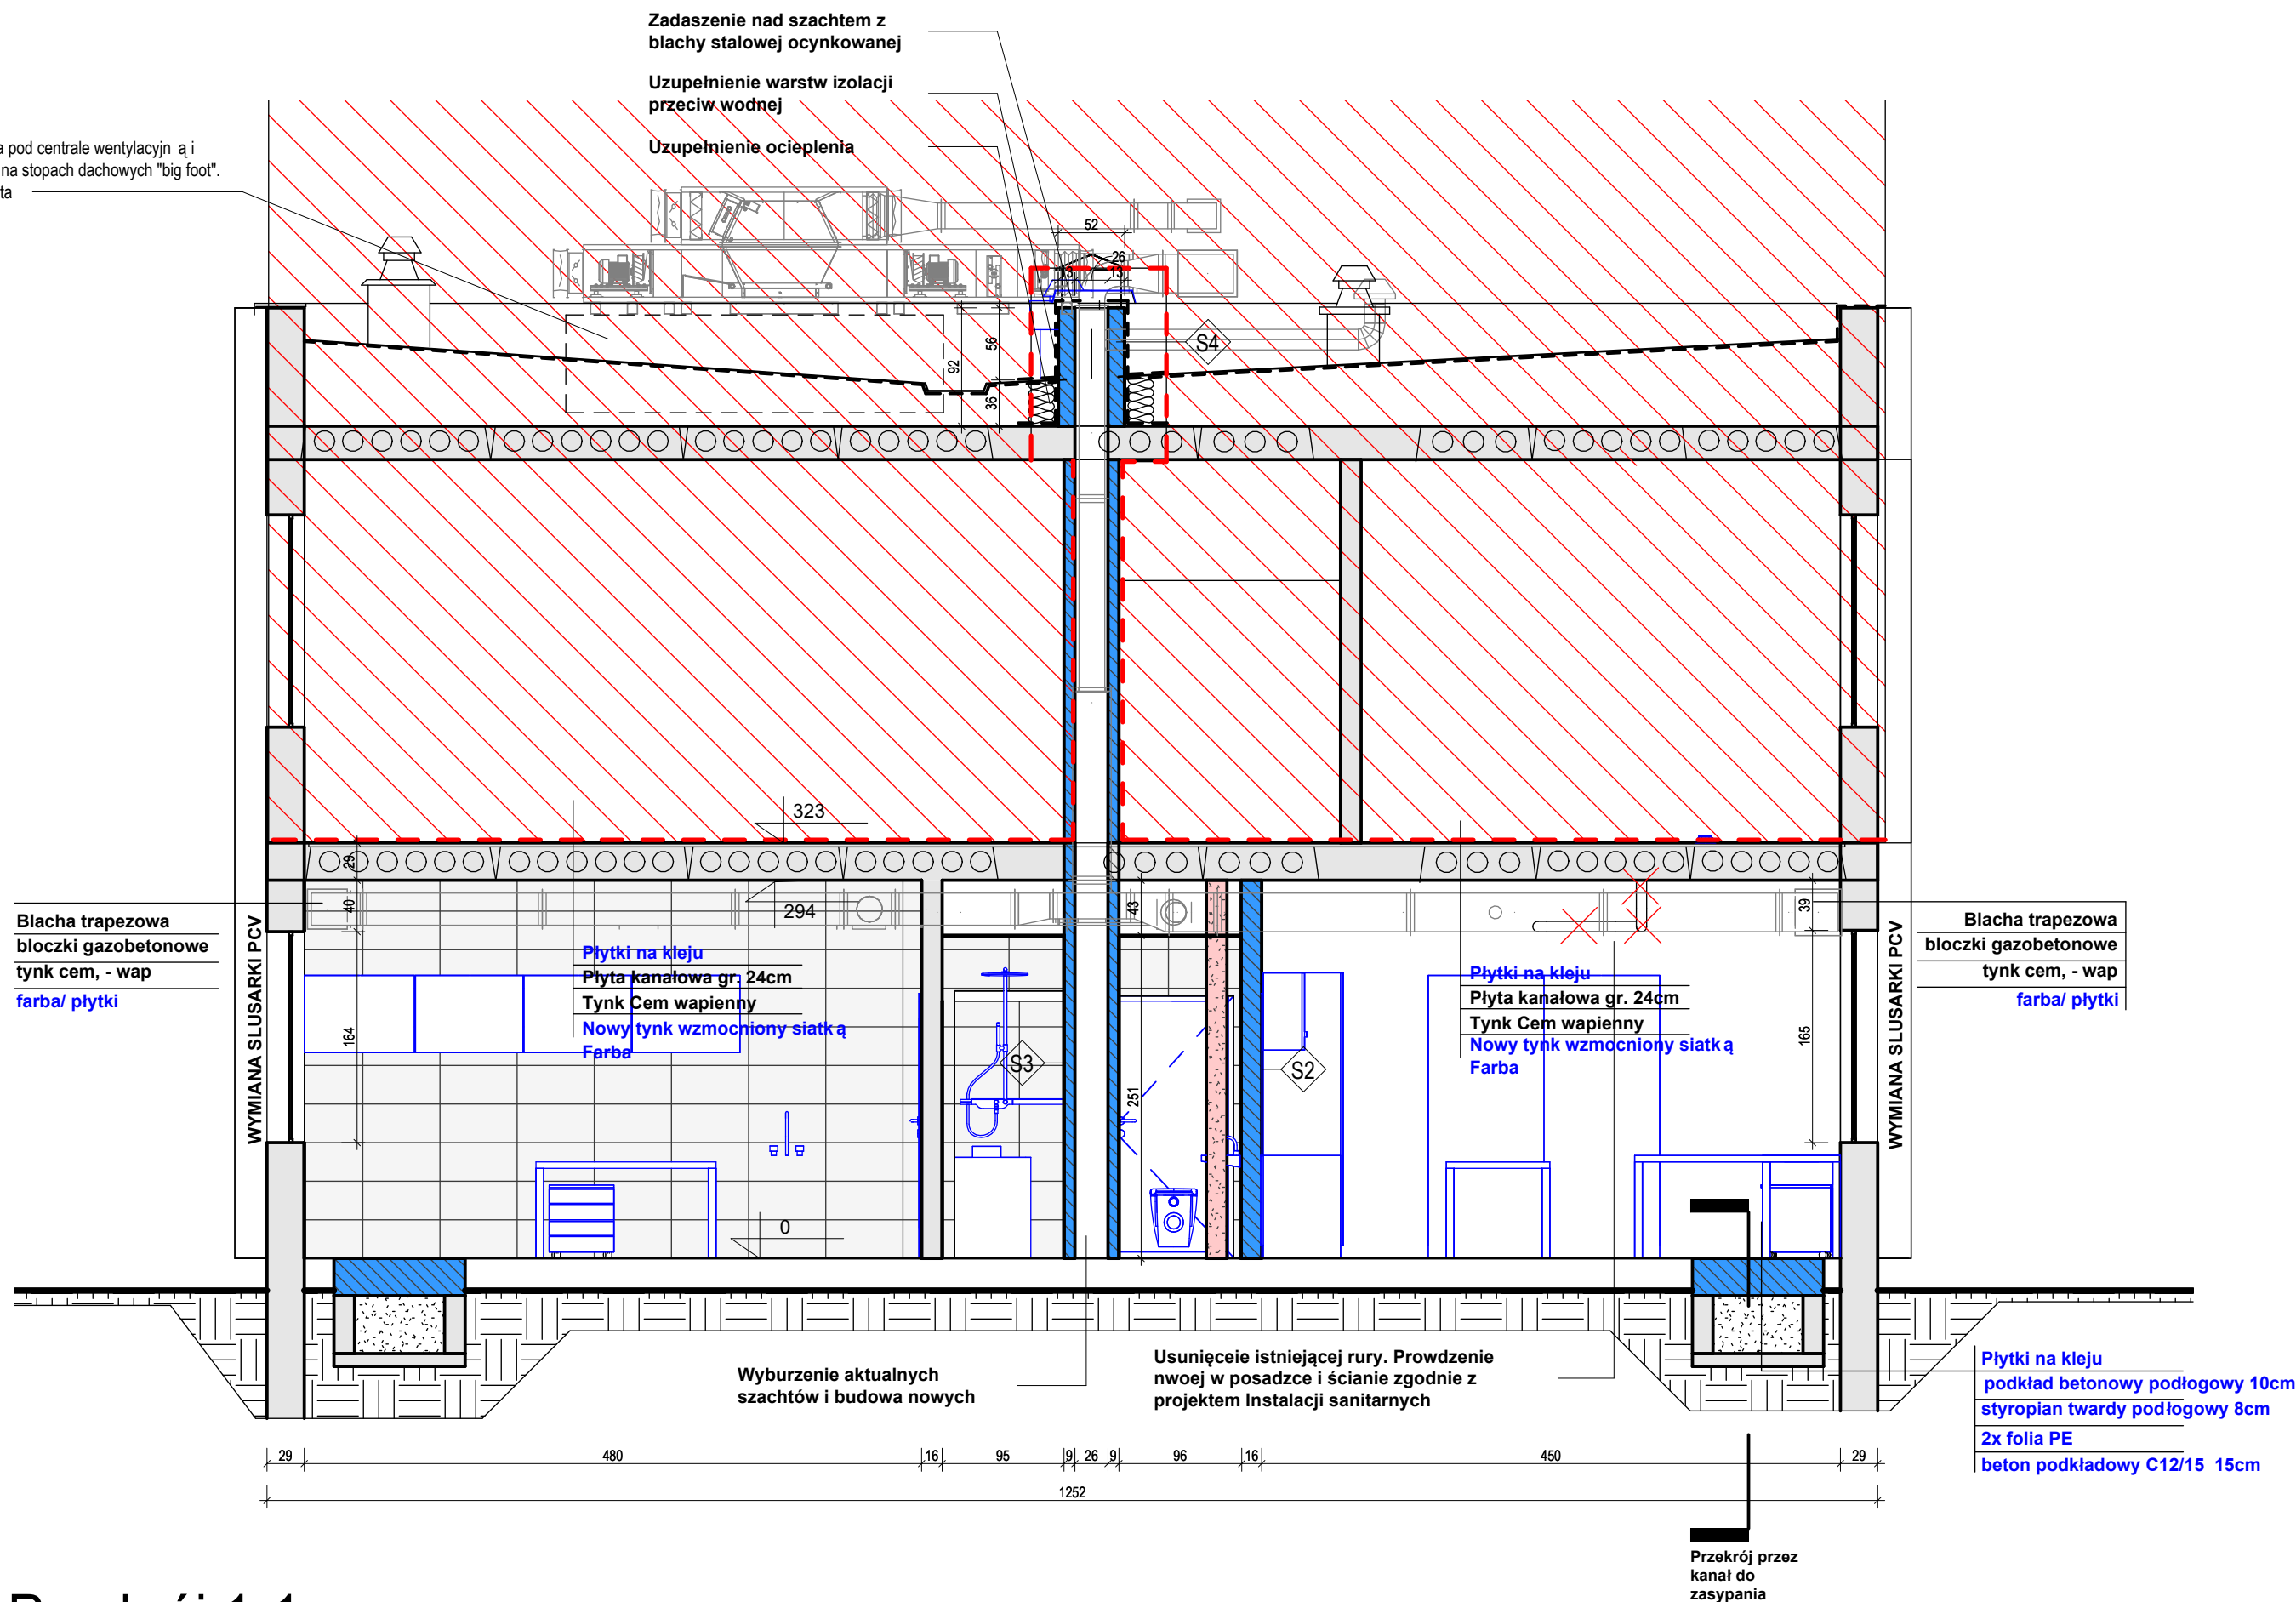 Zadaszenie nad szachtem z
blachy stalowej ocynkowanej
Uzupełnienie warstw izolacji
przeciw wodnej
Uzupełnienie ocieplenia
pod centrale wentylacyjn ą i
na stopach dachowych "big foot".
52
26
13
13
S4
56
92
36
323
29
294
40
43
39
Blacha trapezowa
bloczki gazobetonowe
tynk cem, - wap
farba/ płytki
WYMIANA SLUSARKI PCV
164
Płytki na kleju
Płyta kanałowa gr. 24cm
Tynk Cem wapienny
Nowy tynk wzmocniony siatk ą
Farba
S3
251
S2
Płytki na kleju
Płyta kanałowa gr. 24cm
Tynk Cem wapienny
Nowy tynk wzmocniony siatk ą
Farba
165
WYMIANA SLUSARKI PCV
Blacha trapezowa
bloczki gazobetonowe
tynk cem, - wap
farba/ płytki
0
Wyburzenie aktualnych
szachtów i budowa nowych
Usunięceie istniejącej rury. Prowdzenie
nwoej w posadzce i ścianie zgodnie z
projektem Instalacji sanitarnych
Płytki na kleju
podkład betonowy podłogowy 10cm
styropian twardy podłogowy 8cm
2x folia PE
beton podkładowy C12/15 15cm
29 480 16 95 9 26 9 96 16 450 29
1252
Przekrój przez
kanał do
zasypania